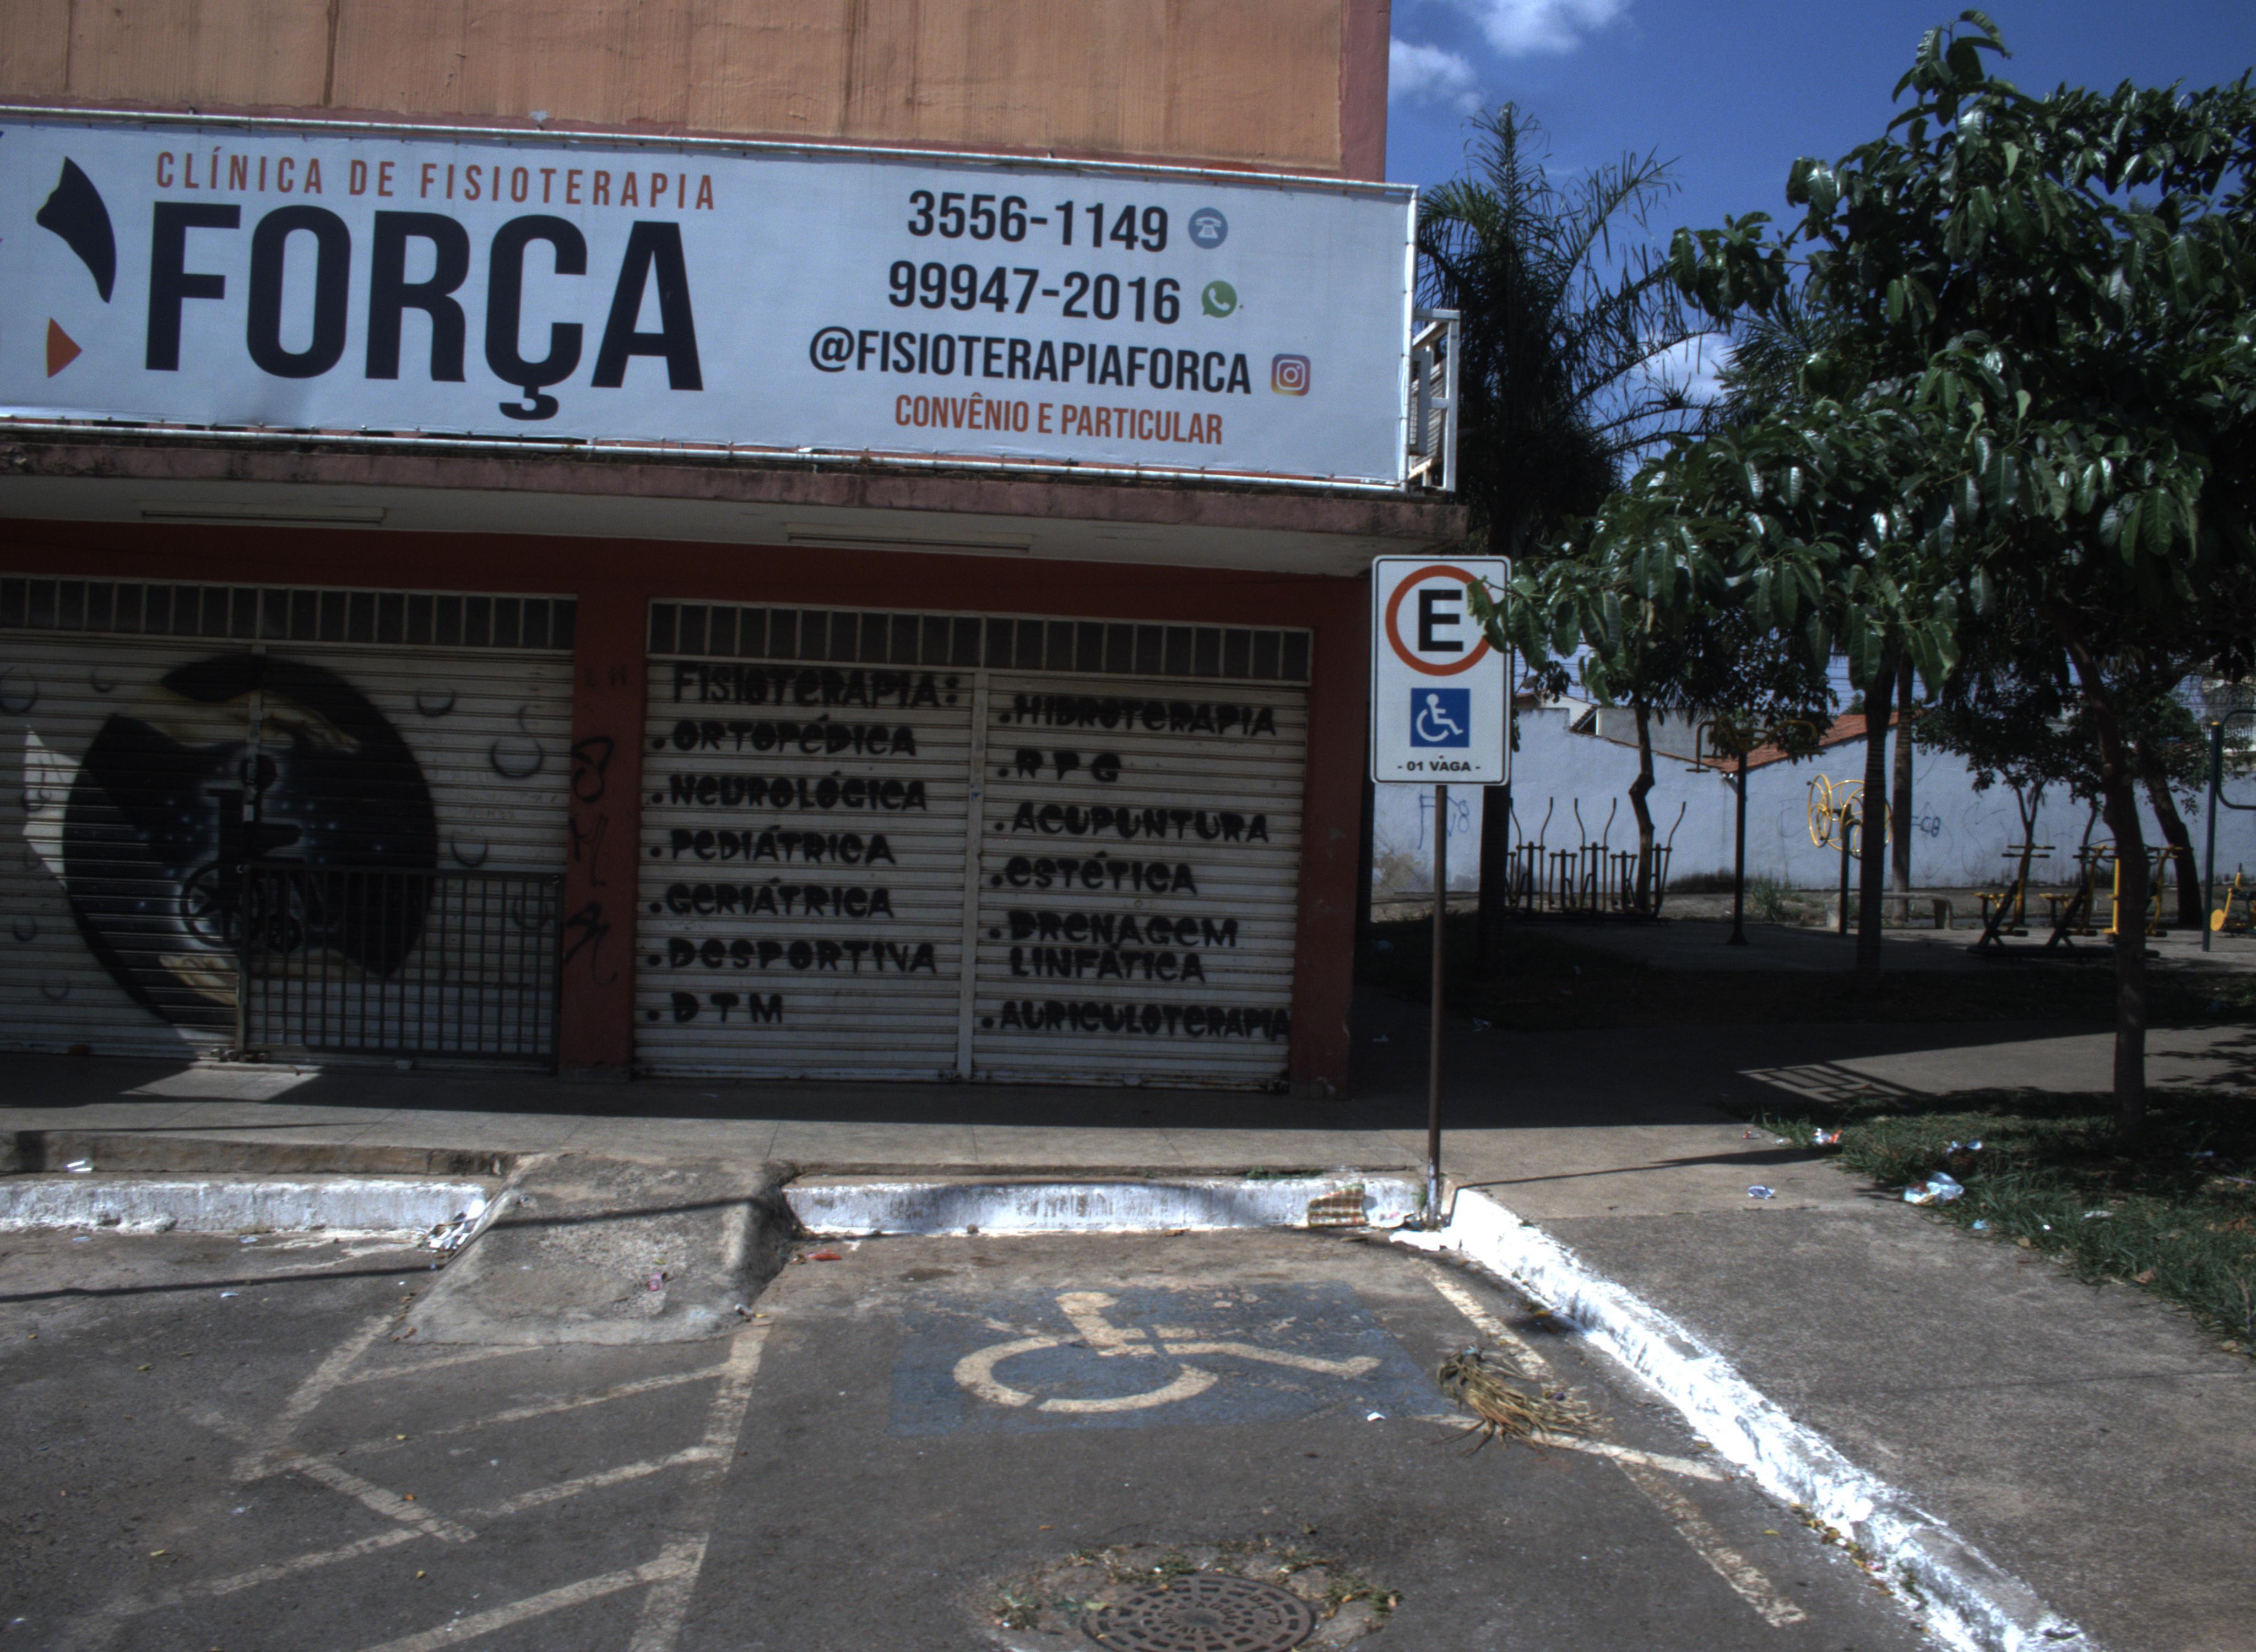 CLÍNICA DE FISIOTERAPIA
FORÇA
3556-1149
99947-2016
@FISIOTERAPIAFORCA
CONVÊNIO E PARTICULAR
E
- 01 VAGA -
FISIOTERAPIA:
.ORTOPÉDICA
.NEUROLÓGICA
.PEDIÁTRICA
.GERIÁTRICA
.DESPORTIVA
.DTM
.HIDROTERAPIA
.RPG
.ACUPUNTURA
.ESTÉTICA
.DRENAGEM
LINFÁTICA
.AURICULOTERAPIA